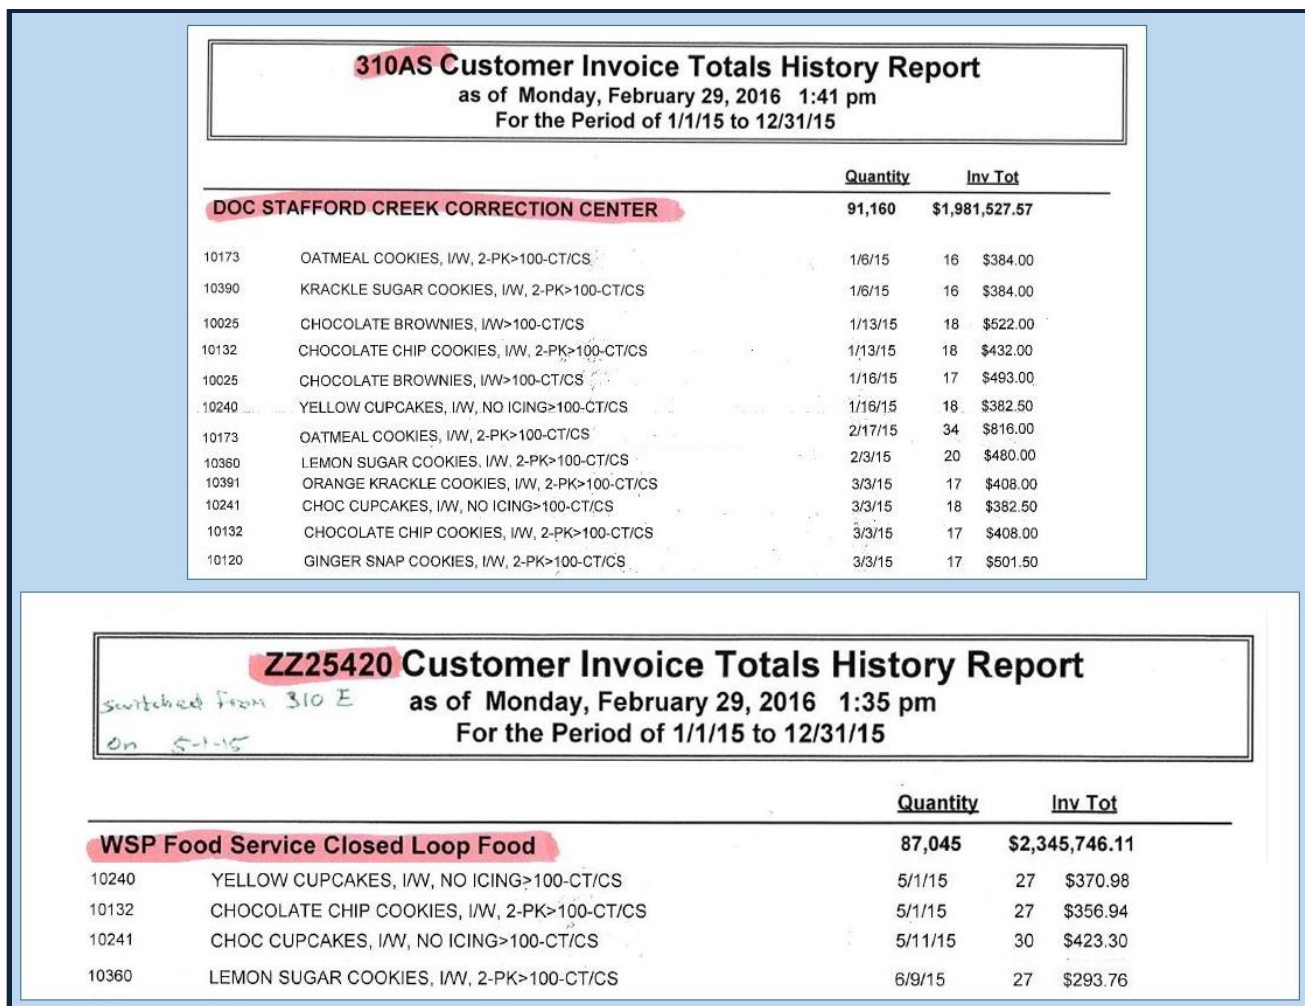 310AS Customer Invoice Totals History Report
as of Monday, February 29, 2016 1:41 pm
For the Period of 1/1/15 to 12/31/15
Quantity Inv Tot
DOC STAFFORD CREEK CORRECTION CENTER 91,160 $1,981,527.57
10173 OATMEAL COOKIES, I/W, 2-PK>100-CT/CS 1/6/15 16 $384.00
10390 KRACKLE SUGAR COOKIES, I/W, 2-PK>100-CT/CS 1/6/15 16 $384.00
10025 CHOCOLATE BROWNIES, I/W>100-CT/CS 1/13/15 18 $522.00
10132 CHOCOLATE CHIP COOKIES, I/W, 2-PK>100-CT/CS 1/13/15 18 $432.00
10025 CHOCOLATE BROWNIES, I/W>100-CT/CS 1/16/15 17 $493.00
10240 YELLOW CUPCAKES, I/W, NO ICING>100-CT/CS 1/16/15 18 $382.50
10173 OATMEAL COOKIES, I/W, 2-PK>100-CT/CS 2/17/15 34 $816.00
10360 LEMON SUGAR COOKIES, I/W, 2-PK>100-CT/CS 2/3/15 20 $480.00
10391 ORANGE KRACKLE COOKIES, I/W, 2-PK>100-CT/CS 3/3/15 17 $408.00
10241 CHOC CUPCAKES, I/W, NO ICING>100-CT/CS 3/3/15 18 $382.50
10132 CHOCOLATE CHIP COOKIES, I/W, 2-PK>100-CT/CS 3/3/15 17 $408.00
10120 GINGER SNAP COOKIES, I/W, 2-PK>100-CT/CS 3/3/15 17 $501.50
ZZ25420 Customer Invoice Totals History Report
switched from 310 E as of Monday, February 29, 2016 1:35 pm
on 5-1-15 For the Period of 1/1/15 to 12/31/15
Quantity Inv Tot
WSP Food Service Closed Loop Food 87,045 $2,345,746.11
10240 YELLOW CUPCAKES, I/W, NO ICING>100-CT/CS 5/1/15 27 $370.98
10132 CHOCOLATE CHIP COOKIES, I/W, 2-PK>100-CT/CS 5/1/15 27 $356.94
10241 CHOC CUPCAKES, I/W, NO ICING>100-CT/CS 5/11/15 30 $423.30
10360 LEMON SUGAR COOKIES, I/W, 2-PK>100-CT/CS 6/9/15 27 $293.76